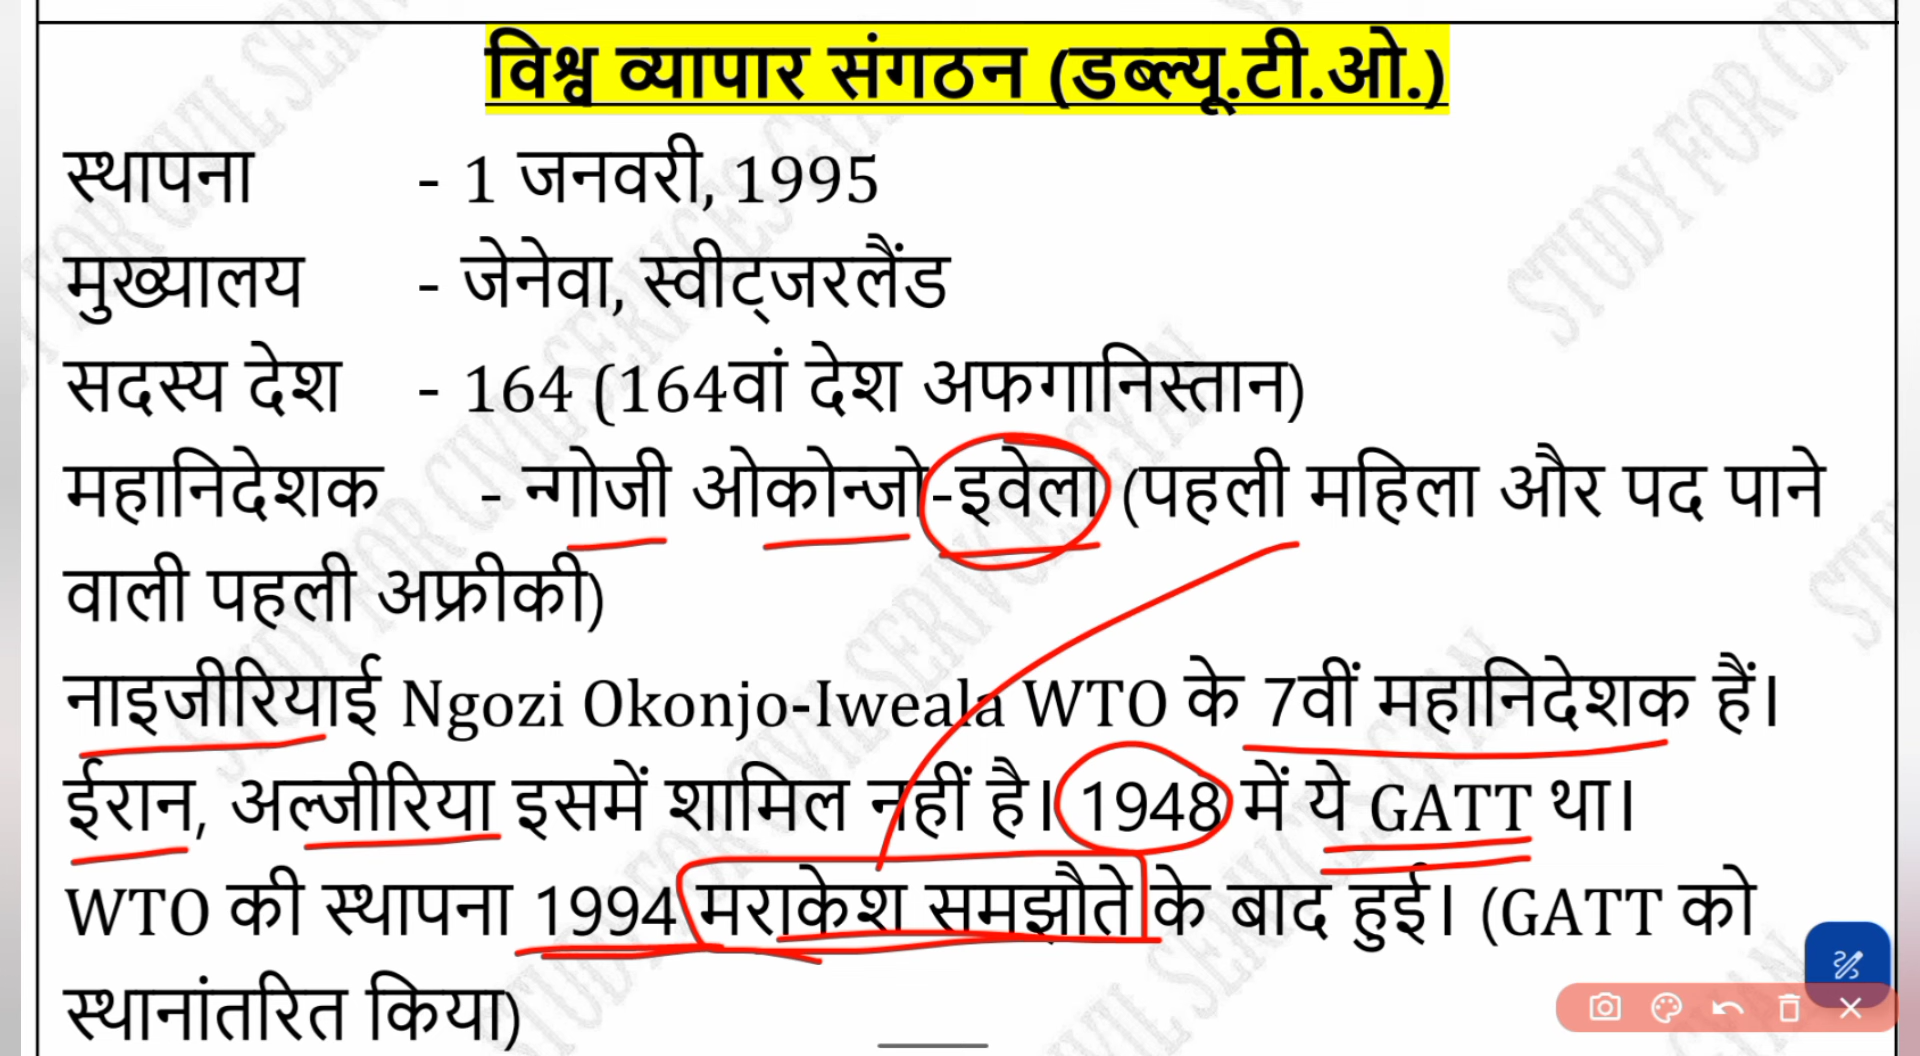 विश्व व्यापार संगठन (डब्ल्यू.टी.ओ.)
स्थापना - 1 जनवरी, 1995
मुख्यालय - जेनेवा, स्वीट्जरलैंड
सदस्य देश - 164 (164वां देश अफगानिस्तान)
महानिदेशक - न्गोजी ओकोन्जो-इवेला (पहली महिला और पद पाने
वाली पहली अफ्रीकी)
नाइजीरियाई Ngozi Okonjo-Iweala WTO के 7वीं महानिदेशक हैं।
ईरान, अल्जीरिया इसमें शामिल नहीं है। 1948 में ये GATT था।
WTO की स्थापना 1994 मराकेश समझौते के बाद हुई। (GATT को
स्थानांतरित किया)